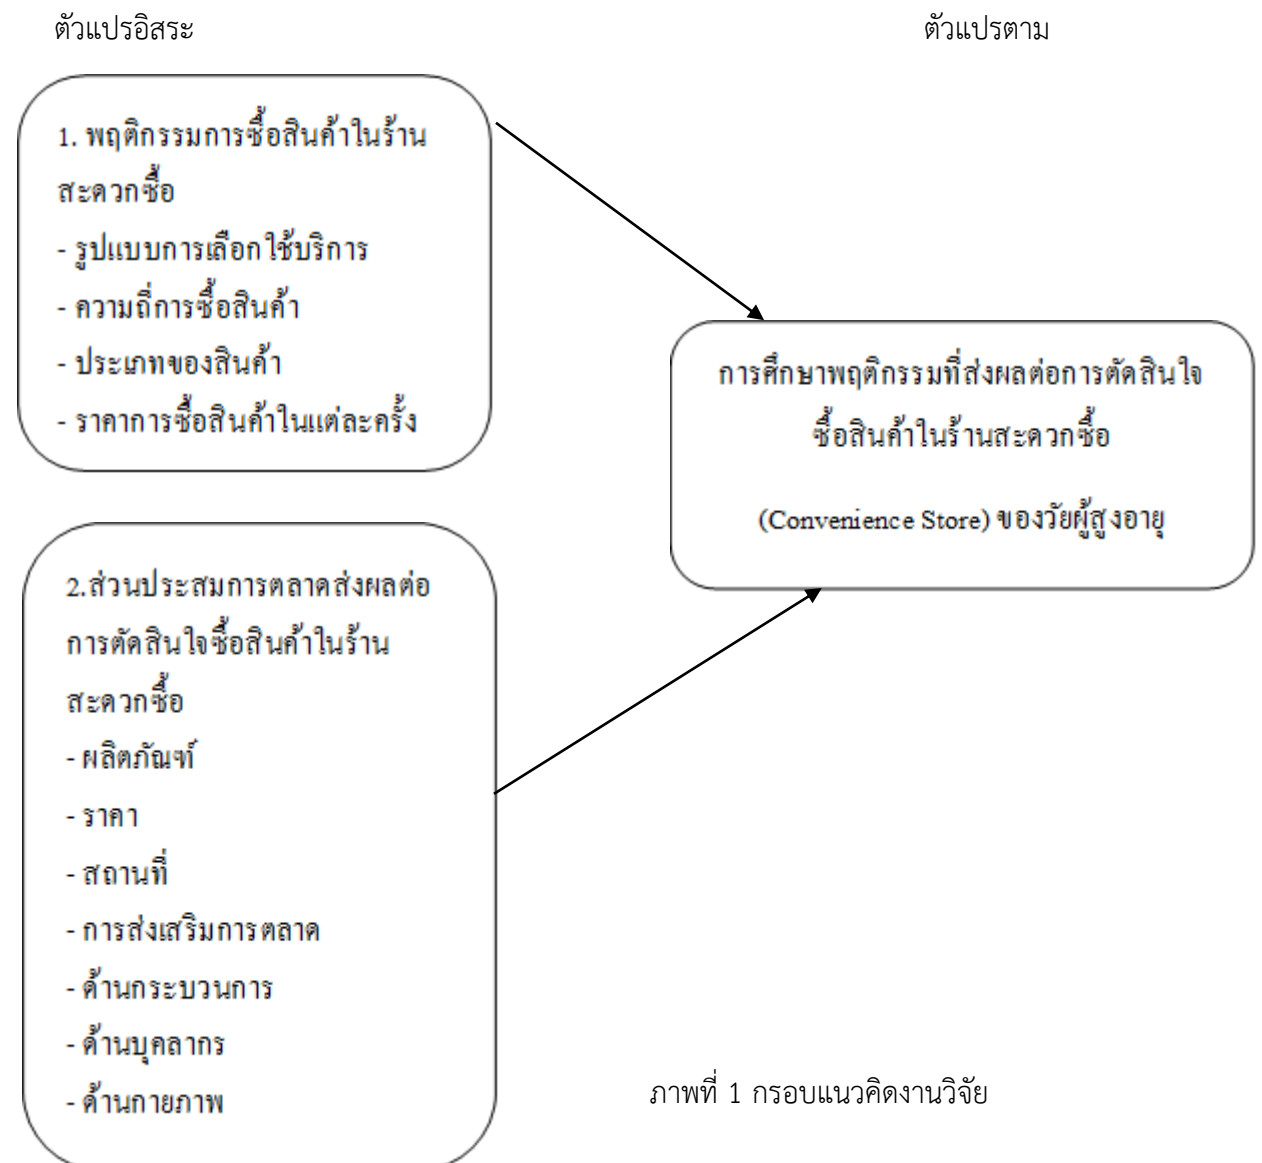 ตัวแปรอิสระ
ตัวแปรตาม
1. พฤติกรรมการซื้อสินค้าในร้าน
สะดวกซื้อ
- รูปแบบการเลือกใช้บริการ
- ความถี่การซื้อสินค้า
- ประเภทของสินค้า
- ราคาการซื้อสินค้าในแต่ละครั้ง
การศึกษาพฤติกรรมที่ส่งผลต่อการตัดสินใจ
ซื้อสินค้าในร้านสะดวกซื้อ
(Convenience Store) ของวัยผู้สูงอายุ
2.ส่วนประสมการตลาดส่งผลต่อ
การตัดสินใจซื้อสินค้าในร้าน
สะดวกซื้อ
- ผลิตภัณฑ์
- ราคา
- สถานที่
- การส่งเสริมการตลาด
- ด้านกระบวนการ
- ด้านบุคลากร
- ด้านกายภาพ
ภาพที่ 1 กรอบแนวคิดงานวิจัย